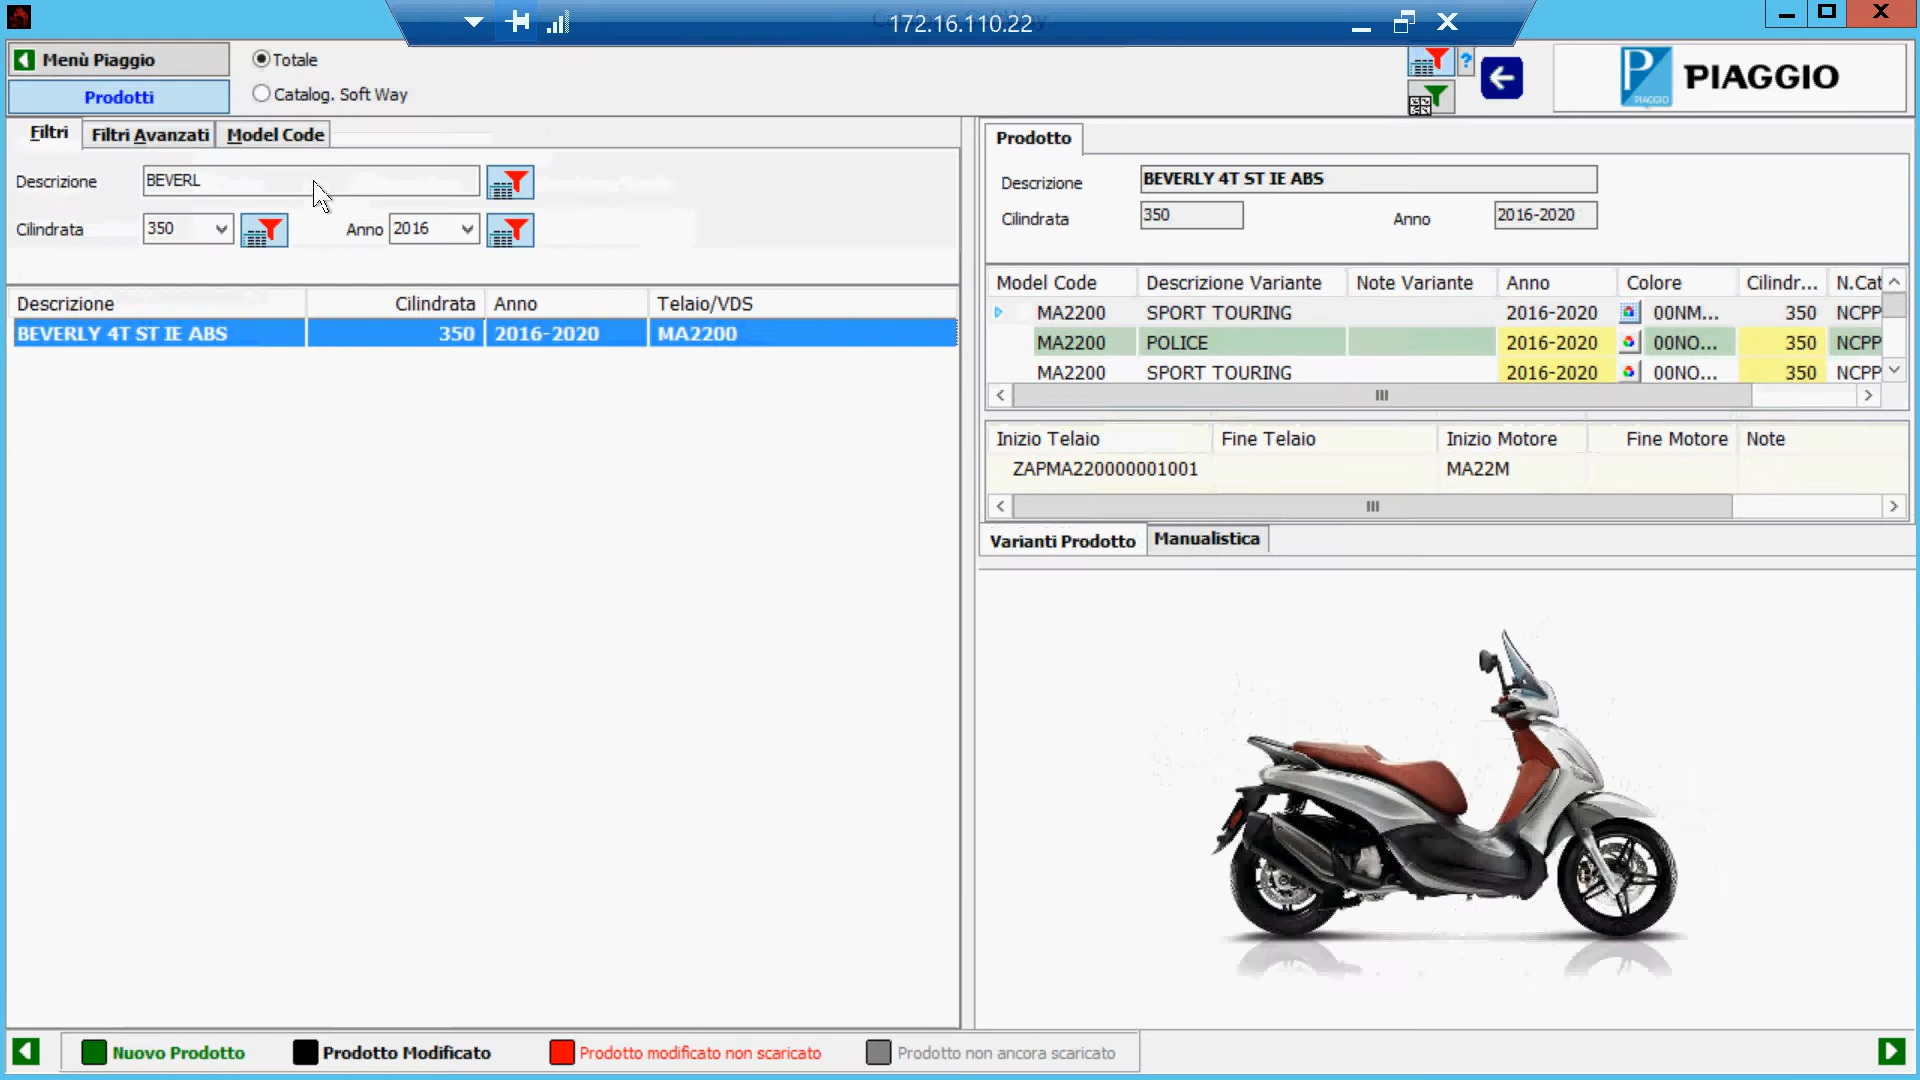 172.16.110.22
Menù Piaggio
Totale
Prodotti
Catalog. Soft Way
?
PIAGGIO
PIAGGIO
Filtri Filtri Avanzati Model Code
Descrizione BEVERL
Cilindrata 350 Anno 2016
Descrizione Cilindrata Anno Telaio/VDS
BEVERLY 4T ST IE ABS 350 2016-2020 MA2200
Prodotto
Descrizione BEVERLY 4T ST IE ABS
Cilindrata 350 Anno 2016-2020
Model Code Descrizione Variante Note Variante Anno Colore Cilindr... N.Cat
MA2200 SPORT TOURING 2016-2020 00NM... 350 NCPP
MA2200 POLICE 2016-2020 00NO... 350 NCPP
MA2200 SPORT TOURING 2016-2020 00NO... 350 NCPP
Inizio Telaio Fine Telaio Inizio Motore Fine Motore Note
ZAPMA220000001001 MA22M
Varianti Prodotto Manualistica
Nuovo Prodotto Prodotto Modificato Prodotto modificato non scaricato Prodotto non ancora scaricato